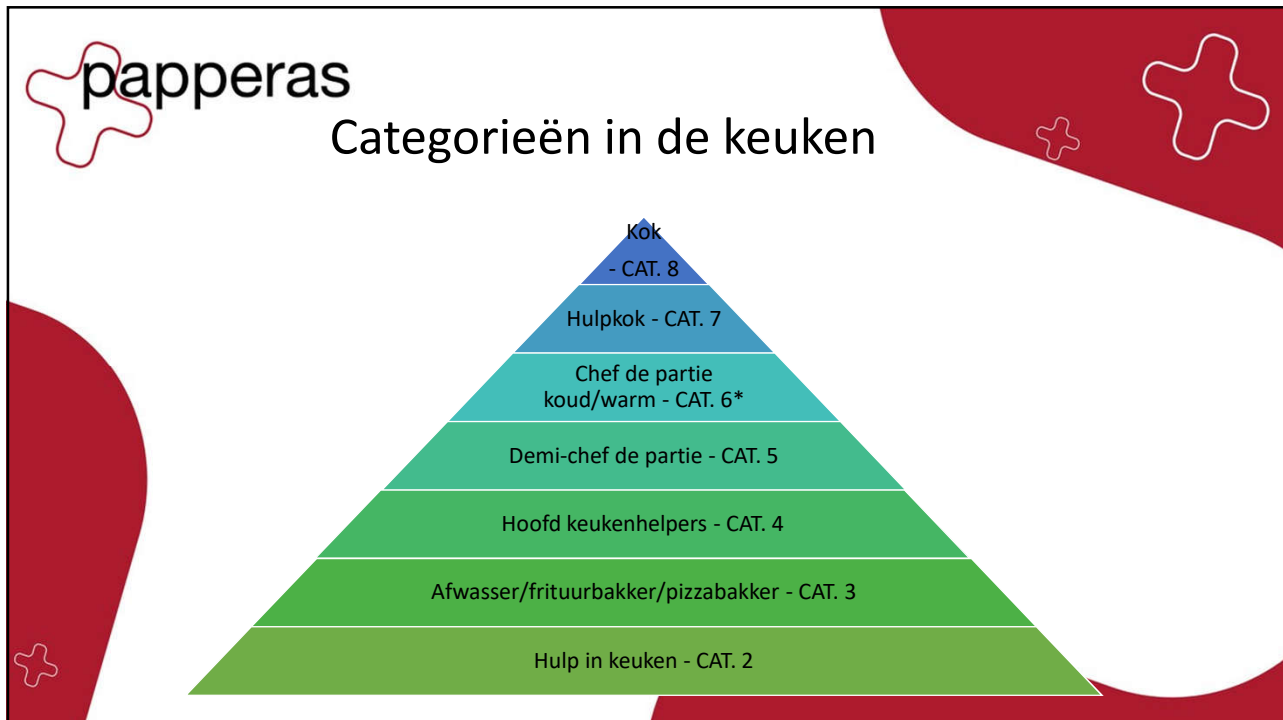 papperas
Categorieën in de keuken
Kok
- CAT. 8
Hulpkok - CAT. 7
Chef de partie
koud/warm - CAT. 6*
Demi-chef de partie - CAT. 5
Hoofd keukenhelpers - CAT. 4
Afwasser/frituurbakker/pizzabakker - CAT. 3
Hulp in keuken - CAT. 2